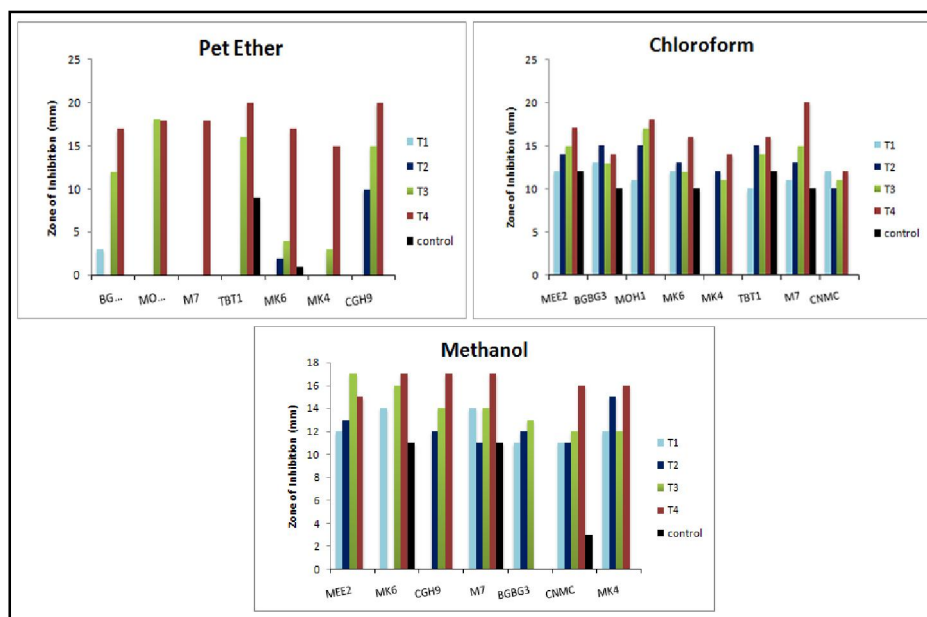 Pet Ether
Zone of Inhibition (mm)
25
20
15
10
5
0
BG...
MO...
M7
TBT1
MK6
MK4
CGH9
T1
T2
T3
T4
control
Chloroform
Zone of Inhibition (mm)
25
20
15
10
5
0
MEE2
BGBG3
MOH1
MK6
MK4
TBT1
M7
CNMC
T1
T2
T3
T4
control
Methanol
Zone of Inhibition (mm)
18
16
14
12
10
8
6
4
2
0
MEE2
MK6
CGH9
M7
BGBG3
CNMC
MK4
T1
T2
T3
T4
control